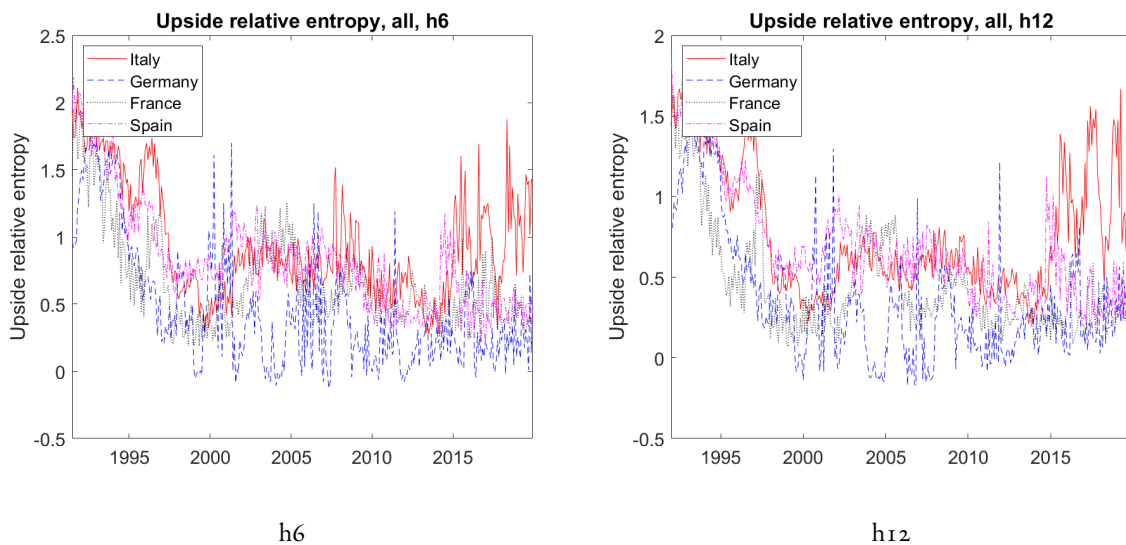 Upside relative entropy, all, h6
Upside relative entropy
2.5
2
1.5
1
0.5
0
-0.5
Italy
Germany
France
Spain
1995
2000
2005
2010
2015
h6
Upside relative entropy, all, h12
Upside relative entropy
2
1.5
1
0.5
0
-0.5
Italy
Germany
France
Spain
1995
2000
2005
2010
2015
h12